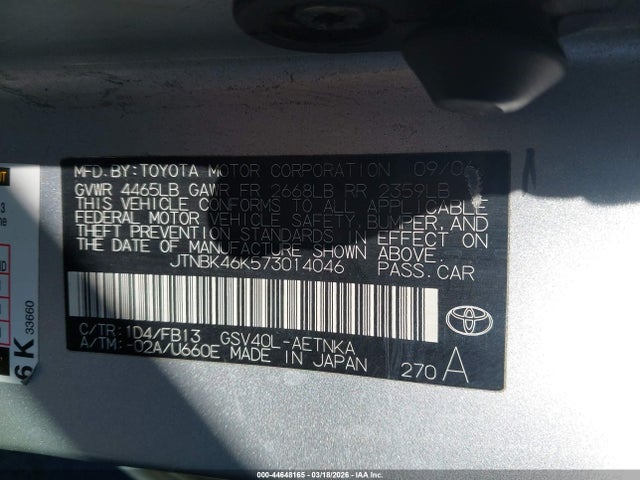 MFD.BY:TOYOTA MOTOR CORPORATION 09/06
GVWR 4465LB GAWR FR 2668LB RR 2359LB
THIS VEHICLE CONFORMS TO ALL APPLICABLE
FEDERAL MOTOR VEHICLE SAFETY, BUMPER, AND
THEFT PREVENTION STANDARDS IN EFFECT ON
THE DATE OF MANUFACTURE SHOWN ABOVE.
JTNBK46K573014046 PASS.CAR
C/TR:1D4/FB13 GSV40L-AETNKA
A/TM:-02A/U660E MADE IN JAPAN
270 A
6 K 33660
000-44648165 - 03/18/2026 - IAA Inc.